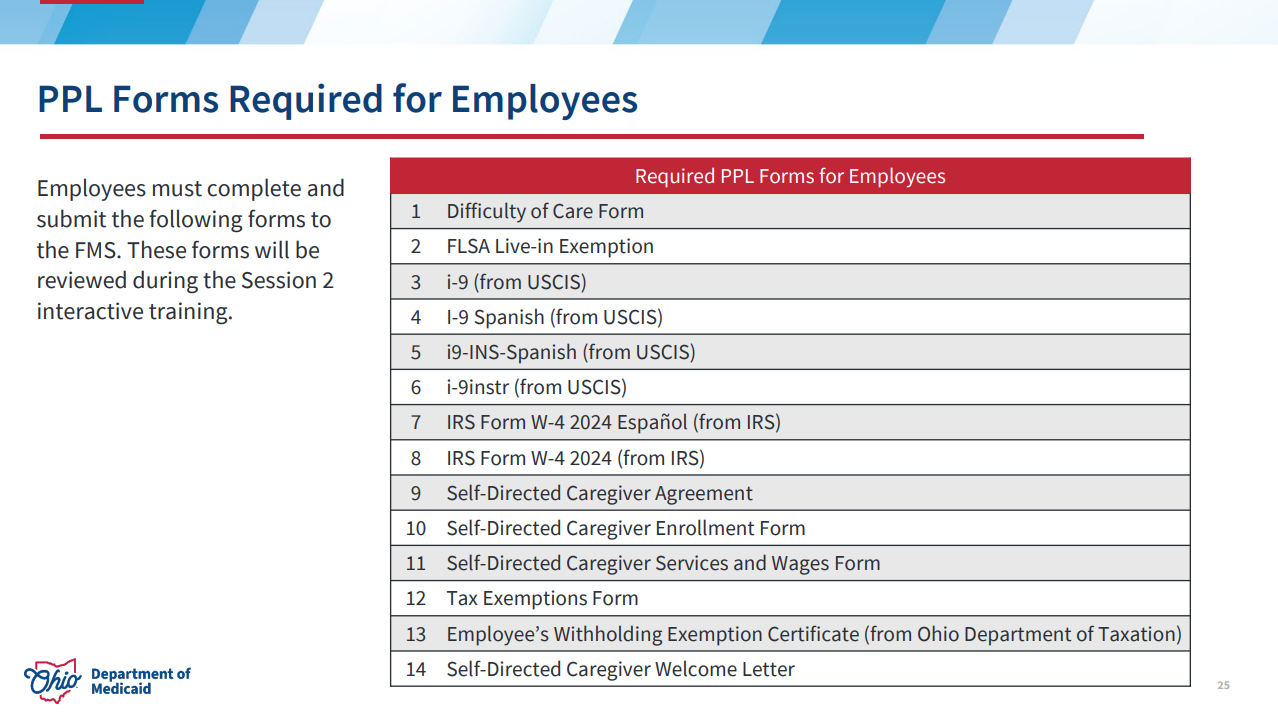 PPL Forms Required for Employees
Employees must complete and
submit the following forms to
the FMS. These forms will be
reviewed during the Session 2
interactive training.
Required PPL Forms for Employees
1 Difficulty of Care Form
2 FLSA Live-in Exemption
3 i-9 (from USCIS)
4 I-9 Spanish (from USCIS)
5 i9-INS-Spanish (from USCIS)
6 i-9instr (from USCIS)
7 IRS Form W-4 2024 Español (from IRS)
8 IRS Form W-4 2024 (from IRS)
9 Self-Directed Caregiver Agreement
10 Self-Directed Caregiver Enrollment Form
11 Self-Directed Caregiver Services and Wages Form
12 Tax Exemptions Form
13 Employee’s Withholding Exemption Certificate (from Ohio Department of Taxation)
14 Self-Directed Caregiver Welcome Letter
Ohio
Department of
Medicaid
25